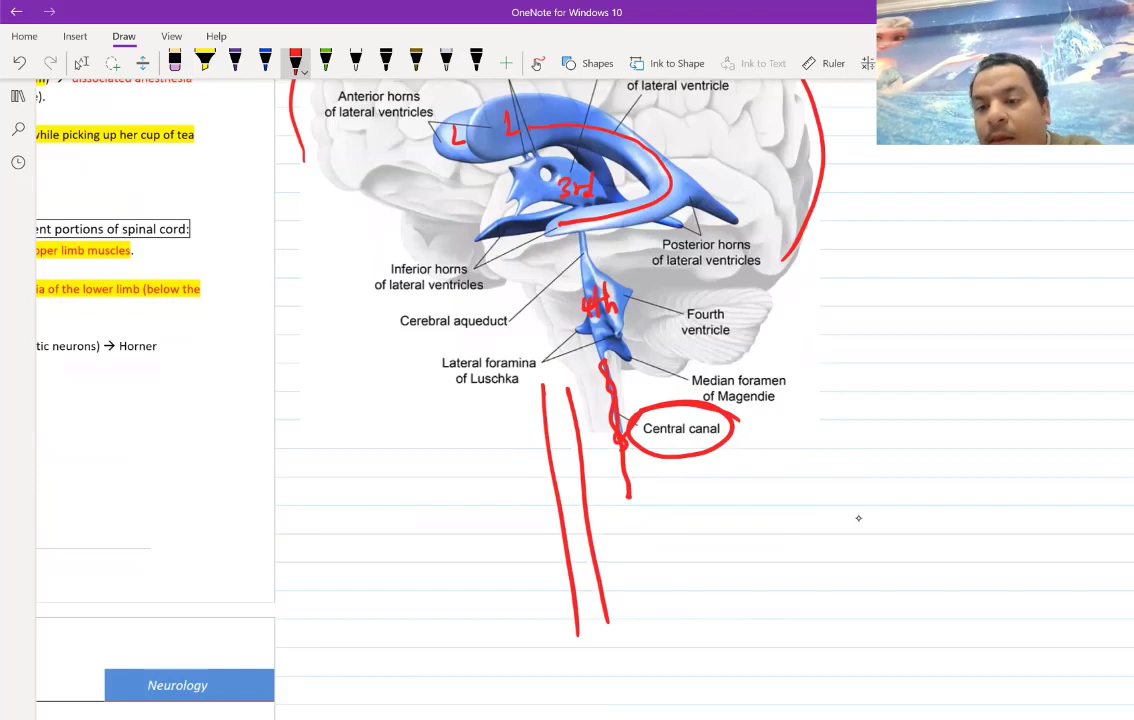 OneNote for Windows 10
Home Insert Draw View Help
Shapes Ink to Shape Ink to Text Ruler
dissociated anesthesia
while picking up her cup of tea
ent portions of spinal cord:
pper limb muscles.
ia of the lower limb (below the
tic neurons) → Horner
Neurology
Anterior horns
of lateral ventricles
of lateral ventricle
L
L
3rd
Posterior horns
of lateral ventricles
Inferior horns
of lateral ventricles
4th
Cerebral aqueduct
Fourth
ventricle
Lateral foramina
of Luschka
Median foramen
of Magendie
Central canal